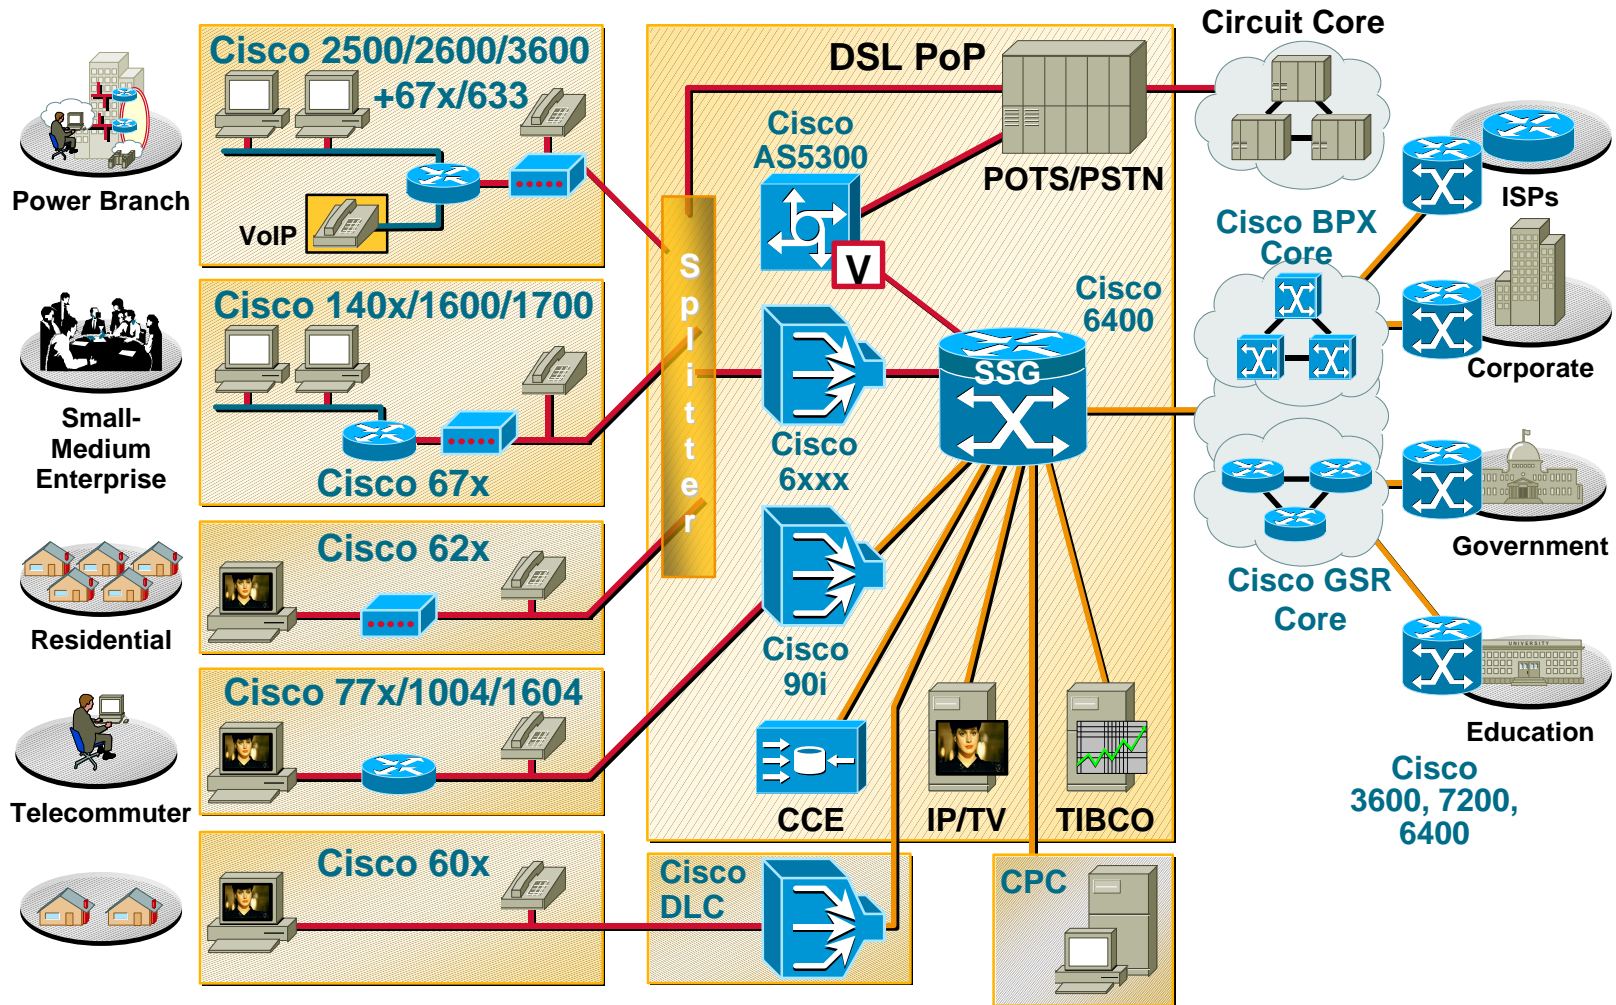 Cisco 2500/2600/3600
+67x/633
VoIP
Power Branch
Cisco 140x/1600/1700
Cisco 67x
Small-
Medium
Enterprise
Cisco 62x
Residential
Cisco 77x/1004/1604
Telecommuter
Cisco 60x
DSL PoP
POTS/PSTN
Cisco
AS5300
V
Splitter
Cisco
6400
SSG
Cisco
6xxx
Cisco
90i
CCE
IP/TV
TIBCO
Cisco
DLC
CPC
Circuit Core
Cisco BPX
Core
Cisco GSR
Core
ISPs
Corporate
Government
UNIVERSITY
Education
Cisco
3600, 7200,
6400